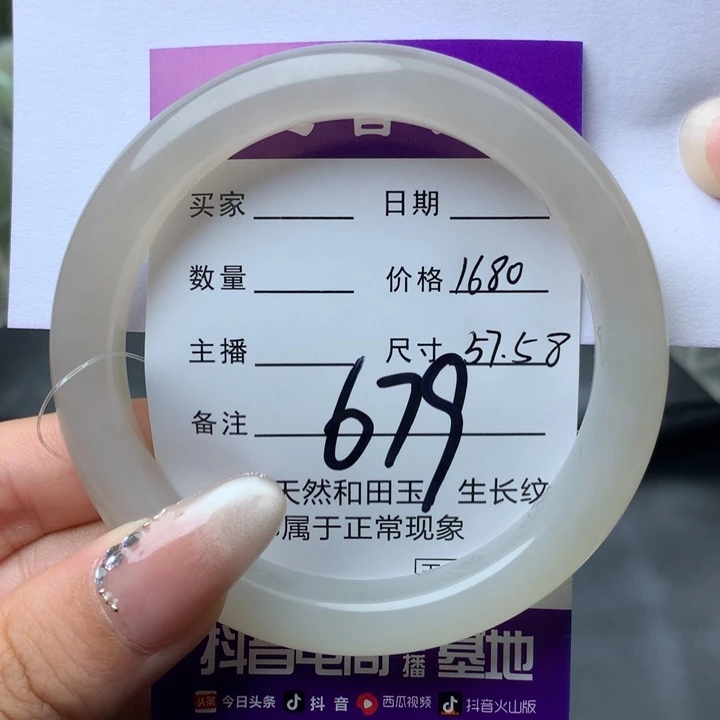 买家 日期
数量 价格 1680
主播 尺寸 57.58
679
备注
天然和田玉 生长纹
属于正常现象
抖音电商 播 基地
头条 今日头条 抖音 西瓜视频 抖音火山版